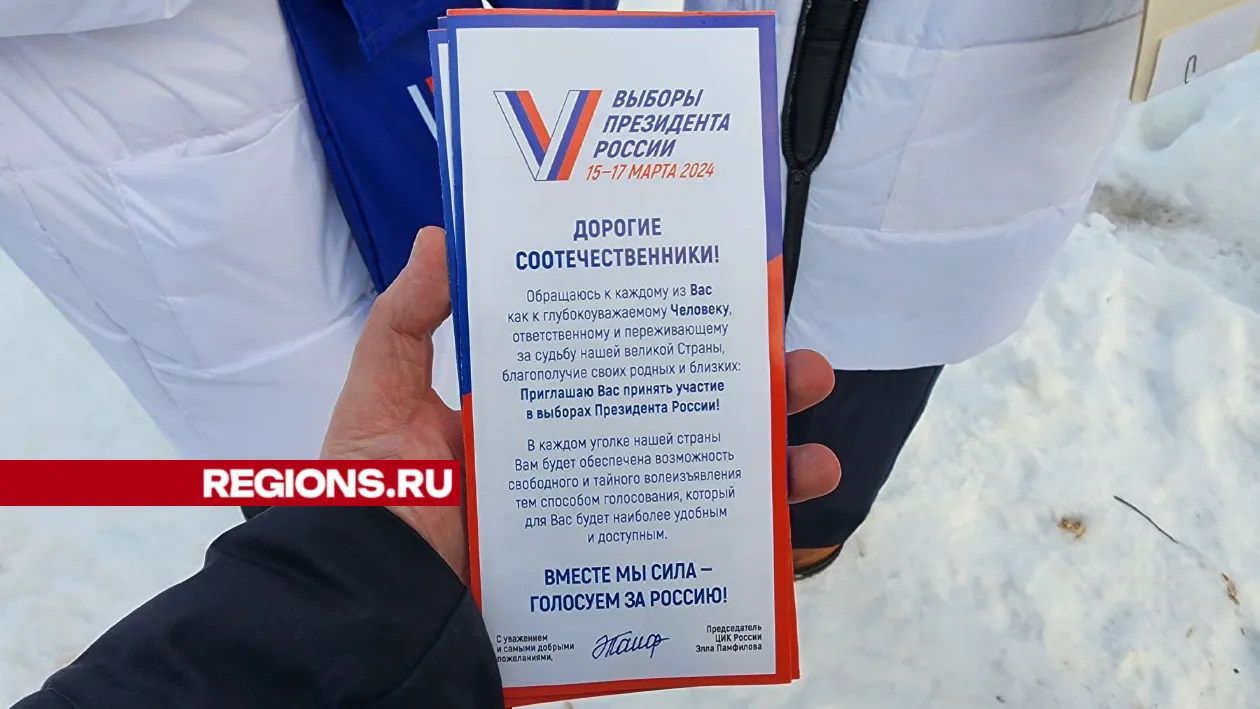 ВЫБОРЫ
ПРЕЗИДЕНТА
РОССИИ
15–17 МАРТА 2024
ДОРОГИЕ
СООТЕЧЕСТВЕННИКИ!
Обращаюсь к каждому из Вас
как к глубокоуважаемому Человеку,
ответственному и переживающему
за судьбу нашей великой Страны,
благополучие своих родных и близких:
Приглашаю Вас принять участие
в выборах Президента России!
В каждом уголке нашей страны
Вам будет обеспечена возможность
свободного и тайного волеизъявления
тем способом голосования, который
для Вас будет наиболее удобным
и доступным.
ВМЕСТЕ МЫ СИЛА –
ГОЛОСУЕМ ЗА РОССИЮ!
С уважением
и самыми добрыми
пожеланиями,
Председатель
ЦИК России
Элла Памфилова
REGIONS.RU